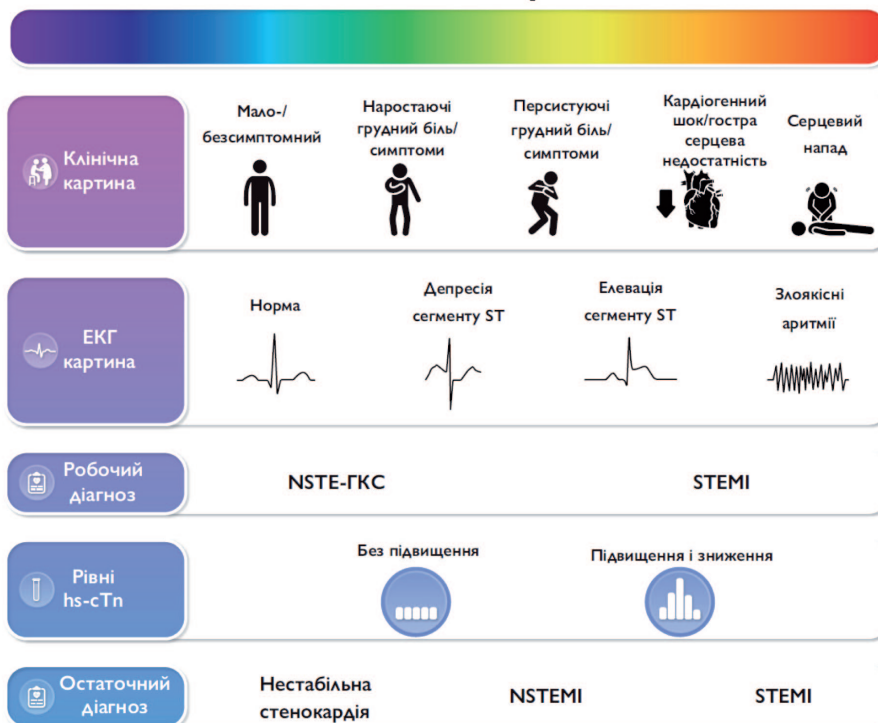 Клінічна
картина
Мало-/
безсимптомний
Наростаючі
грудний біль/
симптоми
Персистуючі
грудний біль/
симптоми
Кардіогенний
шок/гостра
серцева
недостатність
Серцевий
напад
ЕКГ
картина
Норма
Депресія
сегменту ST
Елевація
сегменту ST
Злоякісні
аритмії
Робочий
діагноз
NSTE-ГКС
STEMI
Рівні
hs-cTn
Без підвищення
Підвищення і зниження
Остаточний
діагноз
Нестабільна
стенокардія
NSTEMI
STEMI